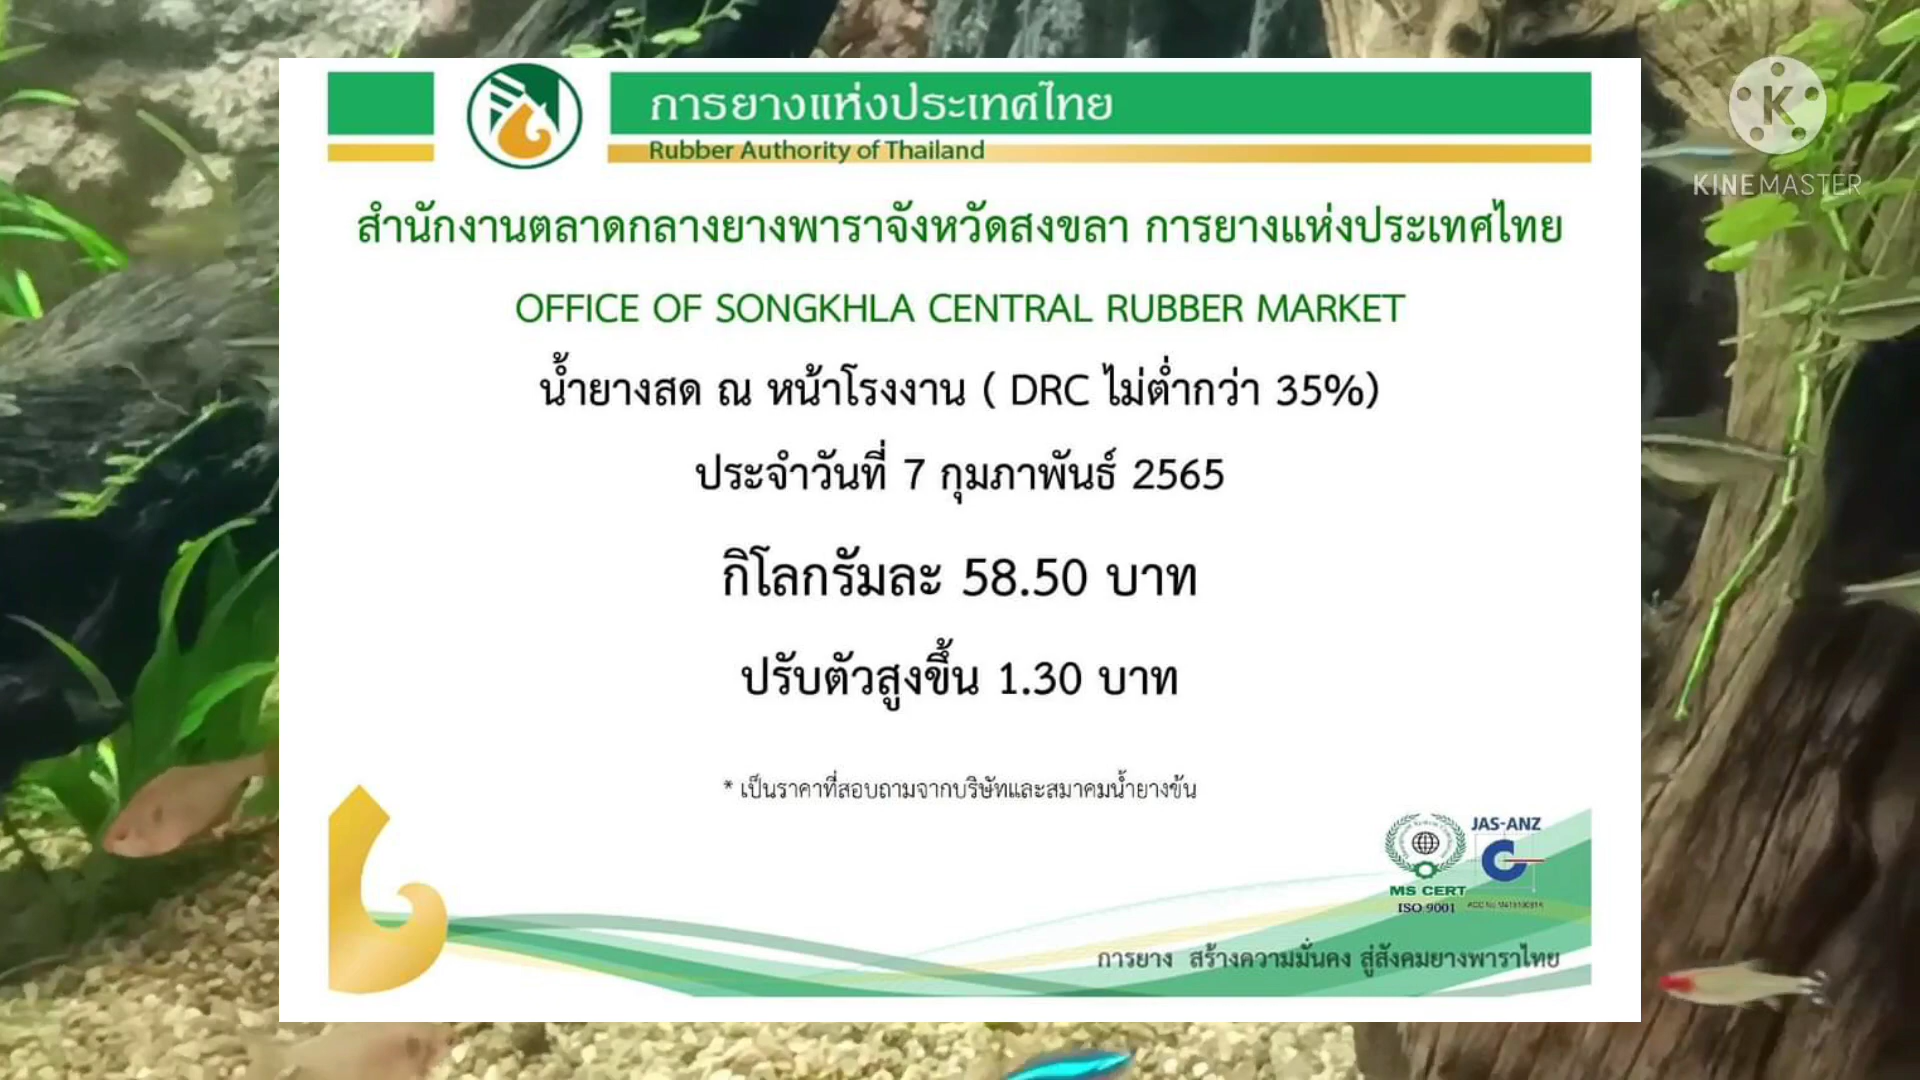 การยางแห่งประเทศไทย
Rubber Authority of Thailand
K
KINEMASTER
สำนักงานตลาดกลางยางพาราจังหวัดสงขลา การยางแห่งประเทศไทย
OFFICE OF SONGKHLA CENTRAL RUBBER MARKET
น้ำยางสด ณ หน้าโรงงาน ( DRC ไม่ต่ำกว่า 35%)
ประจำวันที่ 7 กุมภาพันธ์ 2565
กิโลกรัมละ 58.50 บาท
ปรับตัวสูงขึ้น 1.30 บาท
* เป็นราคาที่สอบถามจากบริษัทและสมาคมน้ำยางข้น
JAS-ANZ
MS CERT
ISO 9001
การยาง สร้างความมั่นคง สู่สังคมยางพาราไทย